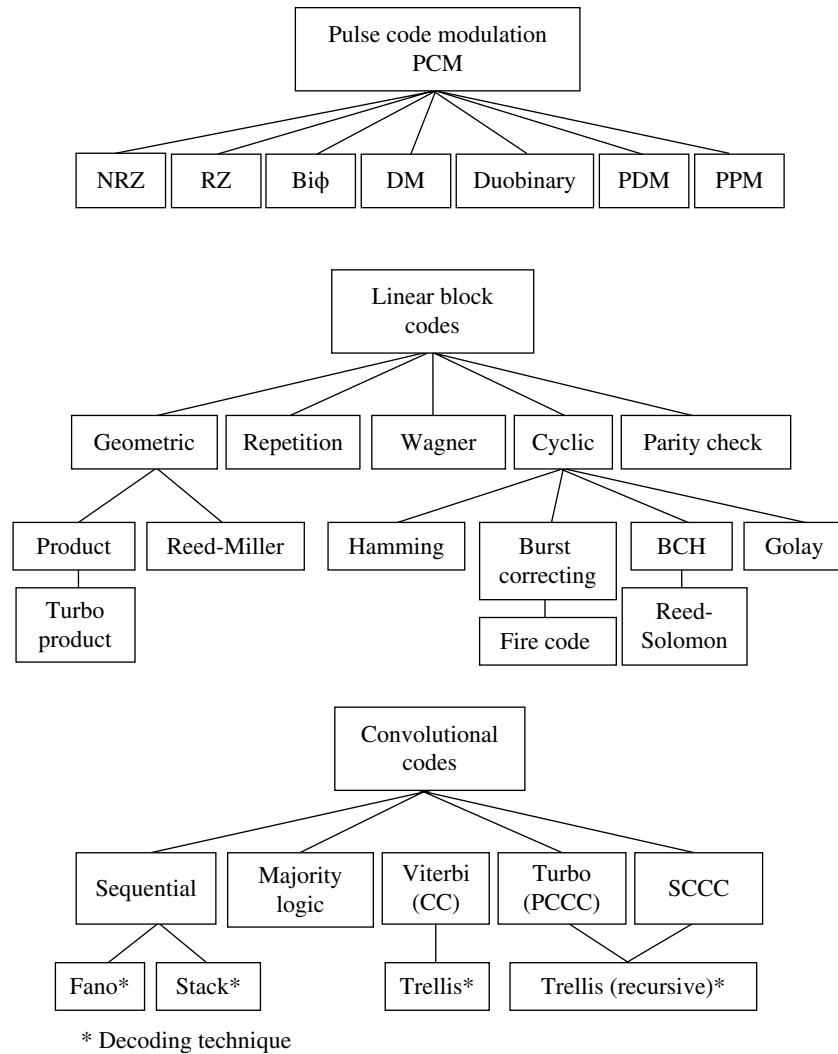 Pulse code modulation
PCM
NRZ RZ Biϕ DM Duobinary PDM PPM
Linear block
codes
Geometric Repetition Wagner Cyclic Parity check
Product Reed-Miller Hamming Burst
correcting BCH Golay
Turbo
product
Fire code
Reed-
Solomon
Convolutional
codes
Sequential Majority
logic Viterbi
(CC) Turbo
(PCCC) SCCC
Fano* Stack* Trellis* Trellis (recursive)*
* Decoding technique